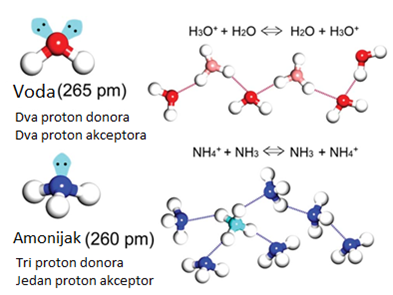 H₃O⁺ + H₂O ⇔ H₂O + H₃O⁺
Voda (265 pm)
Dva proton donora
Dva proton akceptora
NH₄⁺ + NH₃ ⇔ NH₃ + NH₄⁺
Amonijak (260 pm)
Tri proton donora
Jedan proton akceptor